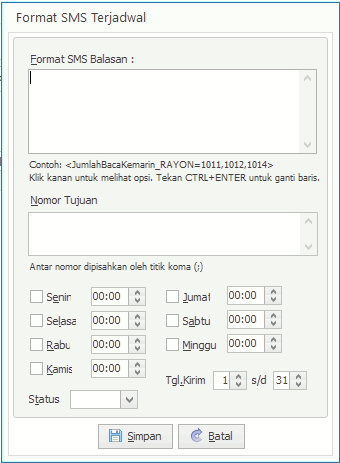 Format SMS Terjadwal
Format SMS Balasan :
Contoh: <JumlahBacaKemarin_RAYON=1011,1012,1014>
Klik kanan untuk melihat opsi. Tekan CTRL+ENTER untuk ganti baris.
Nomor Tujuan
Antar nomor dipisahkan oleh titik koma (;)
Senin 00:00 Jumat 00:00
Selasa 00:00 Sabtu 00:00
Rabu 00:00 Minggu 00:00
Kamis 00:00
Tgl.Kirim 1 s/d 31
Status
Simpan Batal